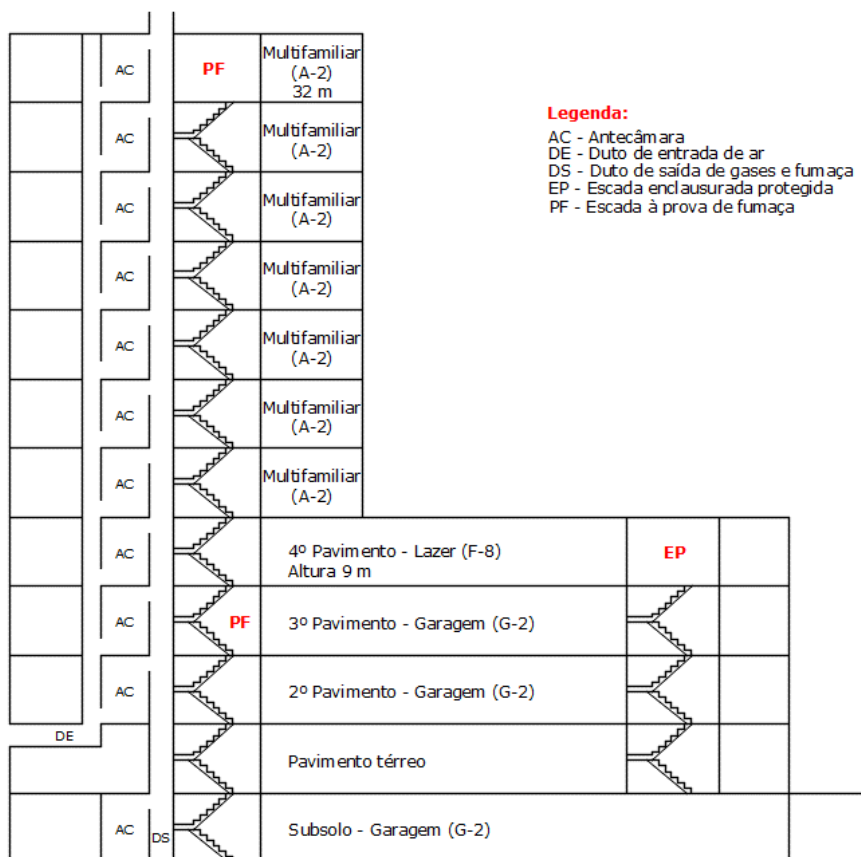 AC
PF
Multifamiliar
(A-2)
32 m
Legenda:
AC - Antecâmara
DE - Duto de entrada de ar
DS - Duto de saída de gases e fumaça
EP - Escada enclausurada protegida
PF - Escada à prova de fumaça
AC
Multifamiliar
(A-2)
AC
Multifamiliar
(A-2)
AC
Multifamiliar
(A-2)
AC
Multifamiliar
(A-2)
AC
Multifamiliar
(A-2)
AC
Multifamiliar
(A-2)
AC
4º Pavimento - Lazer (F-8)
Altura 9 m
EP
AC
PF
3º Pavimento - Garagem (G-2)
AC
2º Pavimento - Garagem (G-2)
DE
Pavimento térreo
AC
DS
Subsolo - Garagem (G-2)